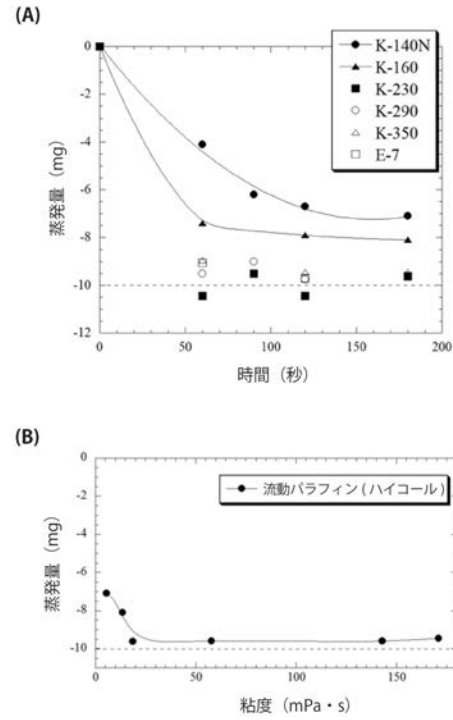 (A)
0
-2
-4
-6
-8
-10
-12
蒸発量（mg）
K-140N
K-160
K-230
K-290
K-350
E-7
0 50 100 150 200
時間（秒）
(B)
0
-2
-4
-6
-8
-10
蒸発量（mg）
流動パラフィン ( ハイコール )
0 50 100 150
粘度（mPa・s）